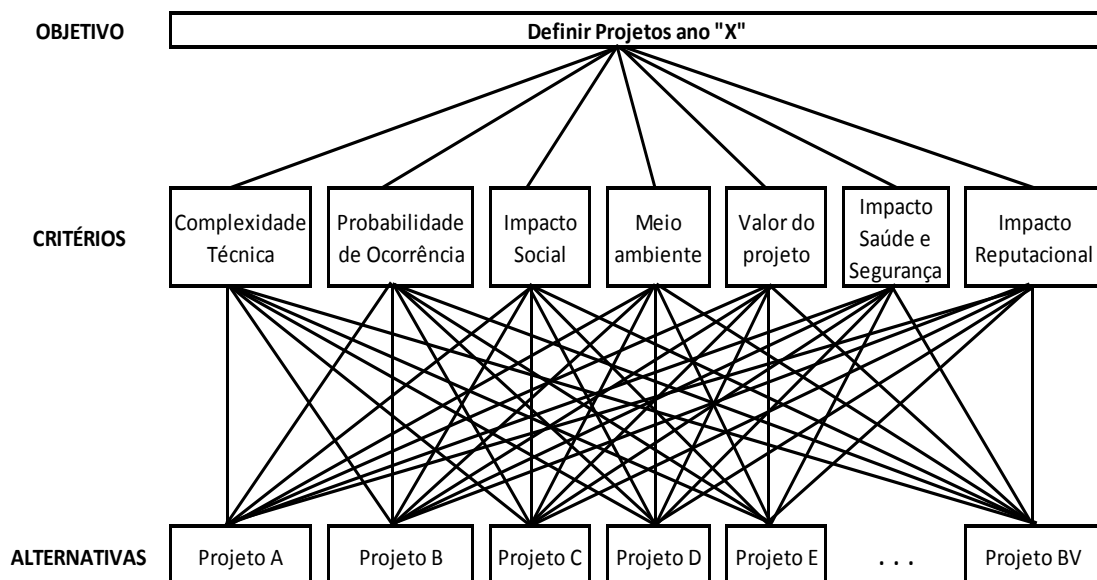 OBJETIVO
Definir Projetos ano "X"
CRITÉRIOS
Complexidade
Técnica
Probabilidade
de Ocorrência
Impacto
Social
Meio
ambiente
Valor do
projeto
Impacto
Saúde e
Segurança
Impacto
Reputacional
ALTERNATIVAS
Projeto A
Projeto B
Projeto C
Projeto D
Projeto E
. . .
Projeto BV